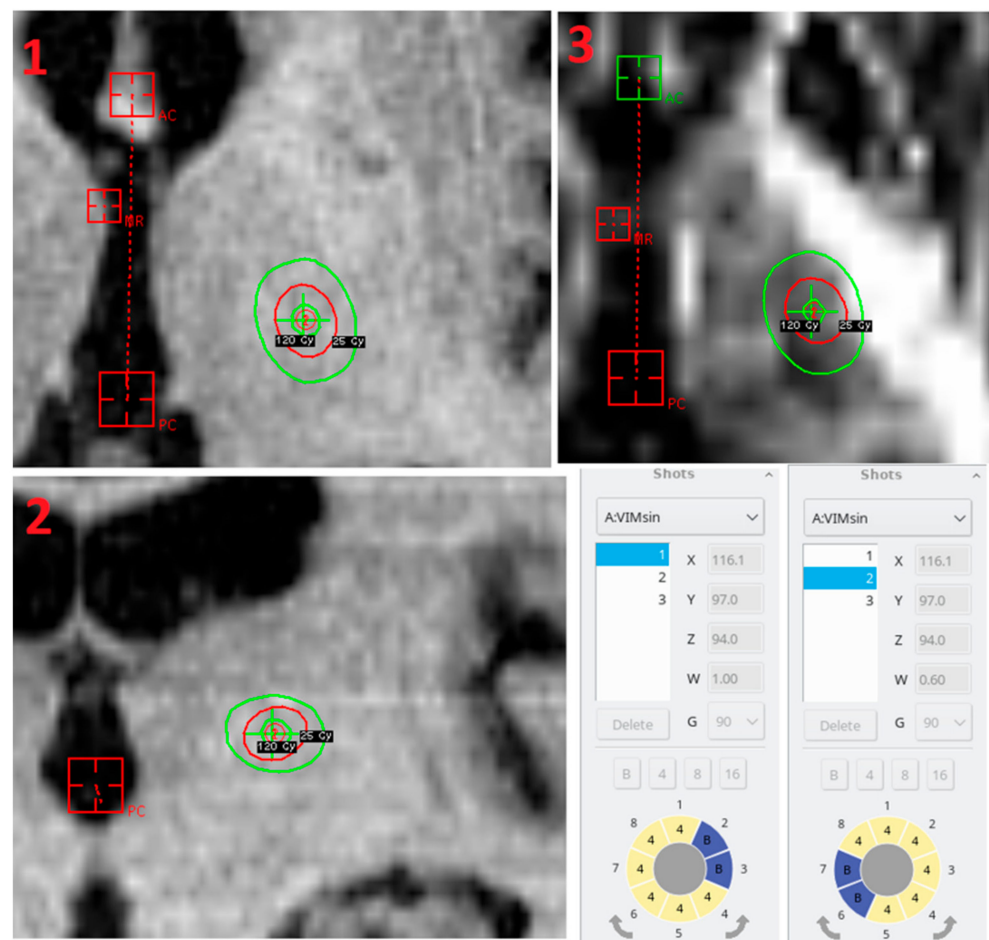 1
AC
MR
PC
2
120 Gy
25 Gy
3
AC
MR
PC
120 Gy
25 Gy
2
PC
120 Gy
25 Gy
Shots
A:VIMsin
1
2
3
X 116.1
Y 97.0
Z 94.0
W 1.00
Delete
G 90
B 4 8 16
1
8 2
4
4 B
7 4 B 3
4 4
4
6 4
5
Shots
A:VIMsin
1
2
3
X 116.1
Y 97.0
Z 94.0
W 0.60
Delete
G 90
B 4 8 16
1
8 2
4
4 4
7 B 4 3
B 4
4
6 4
5